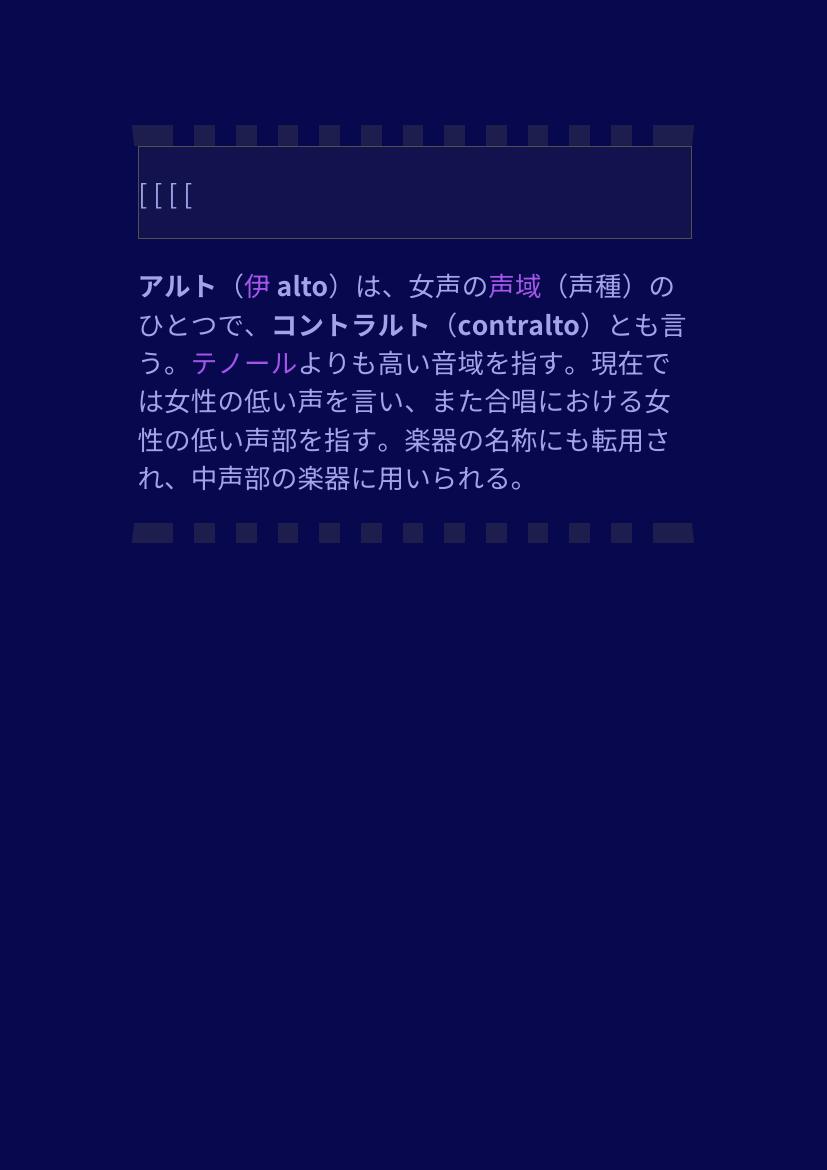 [ [ [ [
アルト（伊 alto）は、女声の声域（声種）の
ひとつで、コントラルト（contralto）とも言
う。テノールよりも高い音域を指す。現在で
は女性の低い声を言い、また合唱における女
性の低い声部を指す。楽器の名称にも転用さ
れ、中声部の楽器に用いられる。